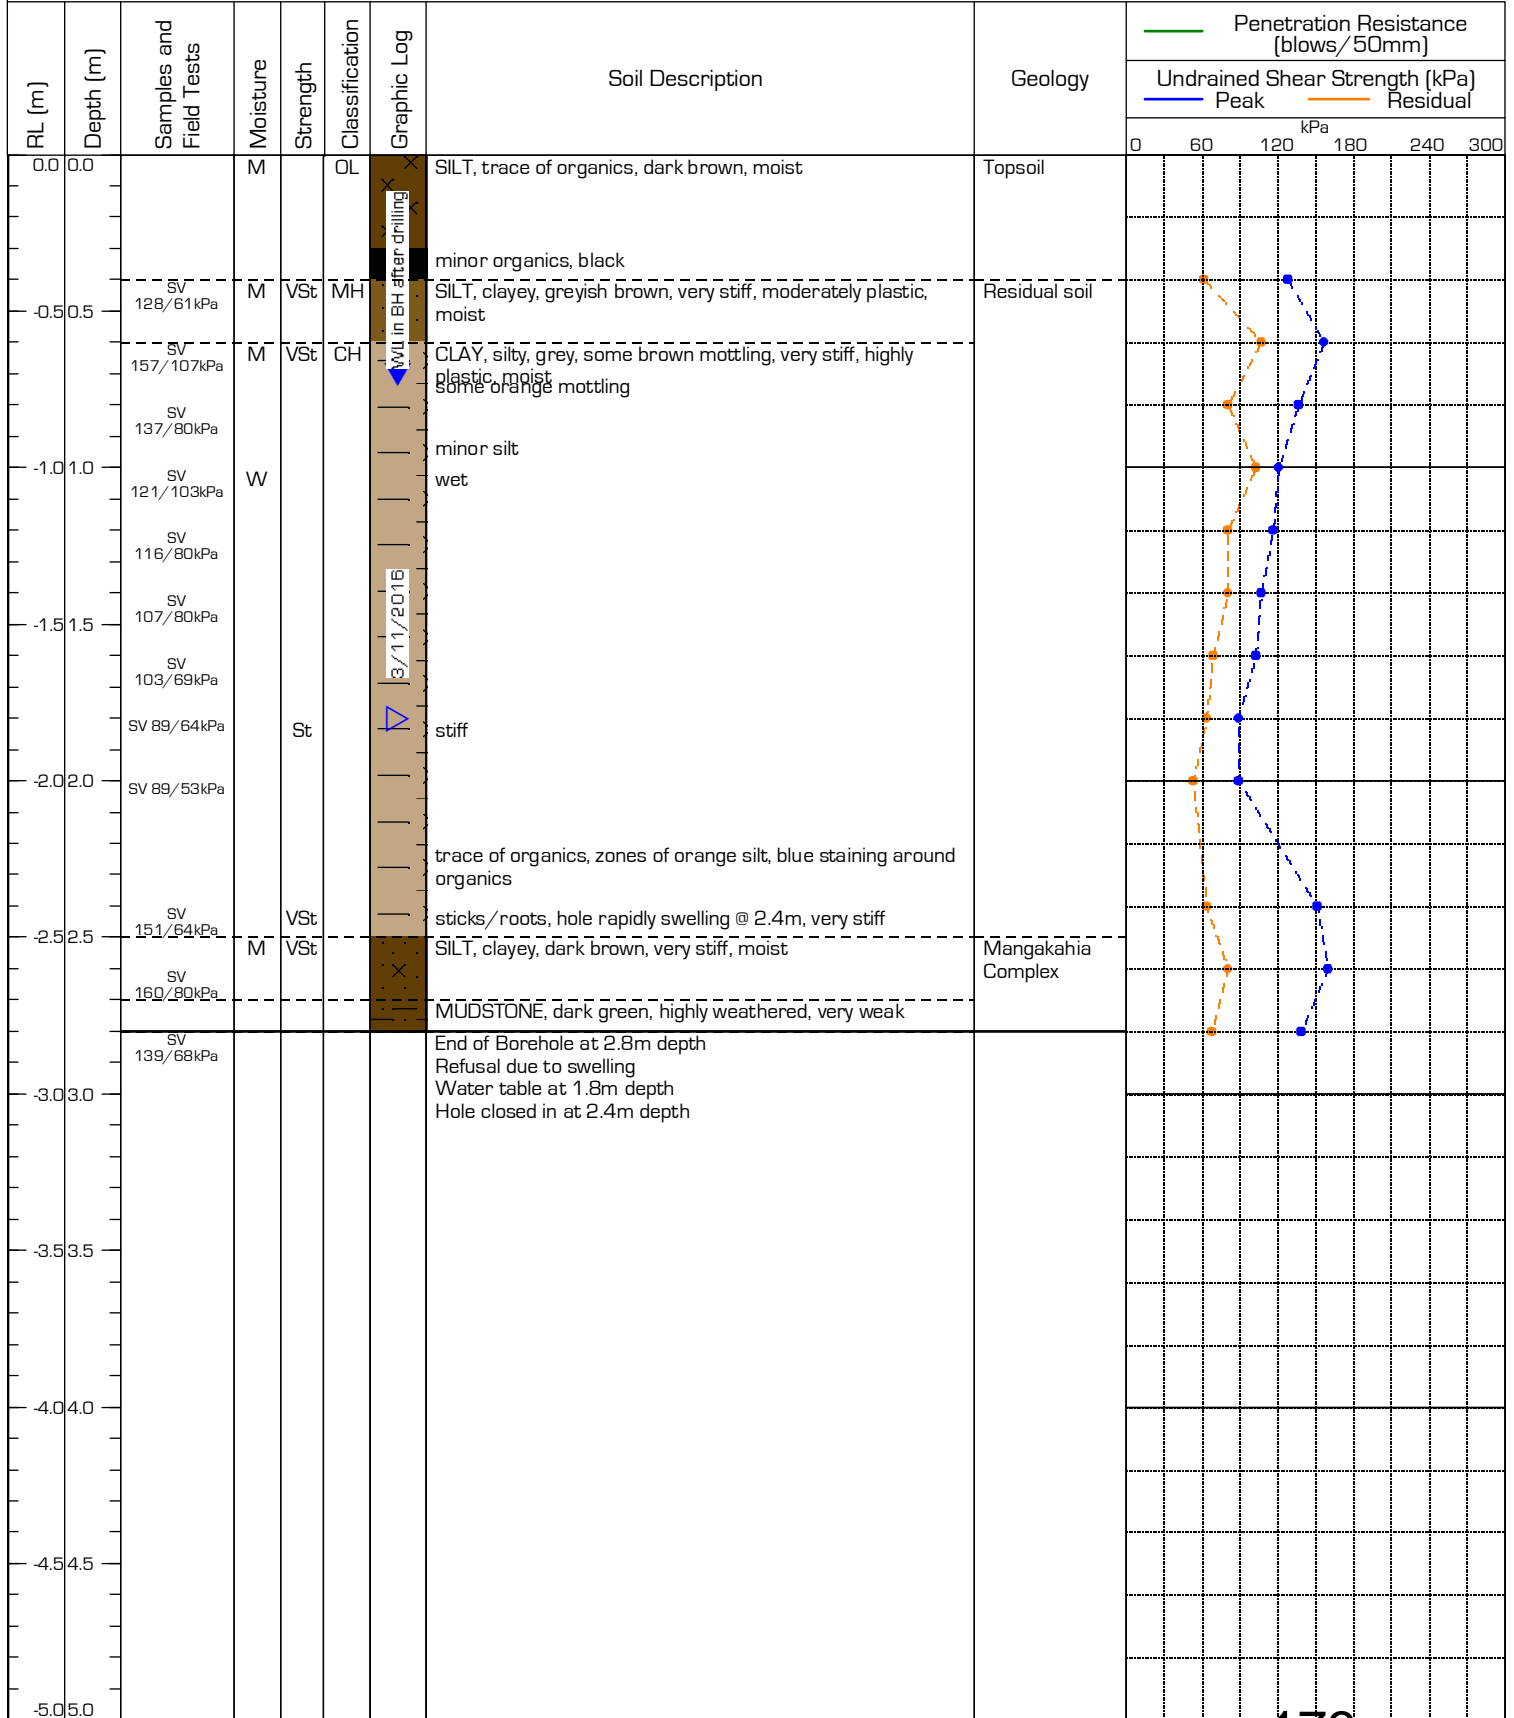 RL (m)
Depth (m)
Samples and
Field Tests
Moisture
Strength
Classification
Graphic Log
Soil Description
Geology
Penetration Resistance
(blows/50mm)
Undrained Shear Strength (kPa)
Peak Residual
kPa
0 60 120 180 240 300
0.0 0.0 M OL SILT, trace of organics, dark brown, moist Topsoil
WL in BH after drilling
minor organics, black
SV
128/61kPa
M VSt MH SILT, clayey, greyish brown, very stiff, moderately plastic,
moist
Residual soil
-0.5 0.5
SV
157/107kPa
M VSt CH CLAY, silty, grey, some brown mottling, very stiff, highly
plastic, moist
some orange mottling
SV
137/80kPa
minor silt
-1.0 1.0
SV
121/103kPa
W wet
SV
116/80kPa
3/11/2016
SV
107/80kPa
-1.5 1.5
SV
103/69kPa
SV 89/64kPa St stiff
-2.0 2.0
SV 89/53kPa
trace of organics, zones of orange silt, blue staining around
organics
SV
151/64kPa
VSt sticks/roots, hole rapidly swelling @ 2.4m, very stiff
-2.5 2.5
M VSt SILT, clayey, dark brown, very stiff, moist
Mangakahia
Complex
SV
160/80kPa
MUDSTONE, dark green, highly weathered, very weak
SV
139/68kPa
End of Borehole at 2.8m depth
Refusal due to swelling
Water table at 1.8m depth
Hole closed in at 2.4m depth
-3.0 3.0
-3.5 3.5
-4.0 4.0
-4.5 4.5
-5.0 5.0